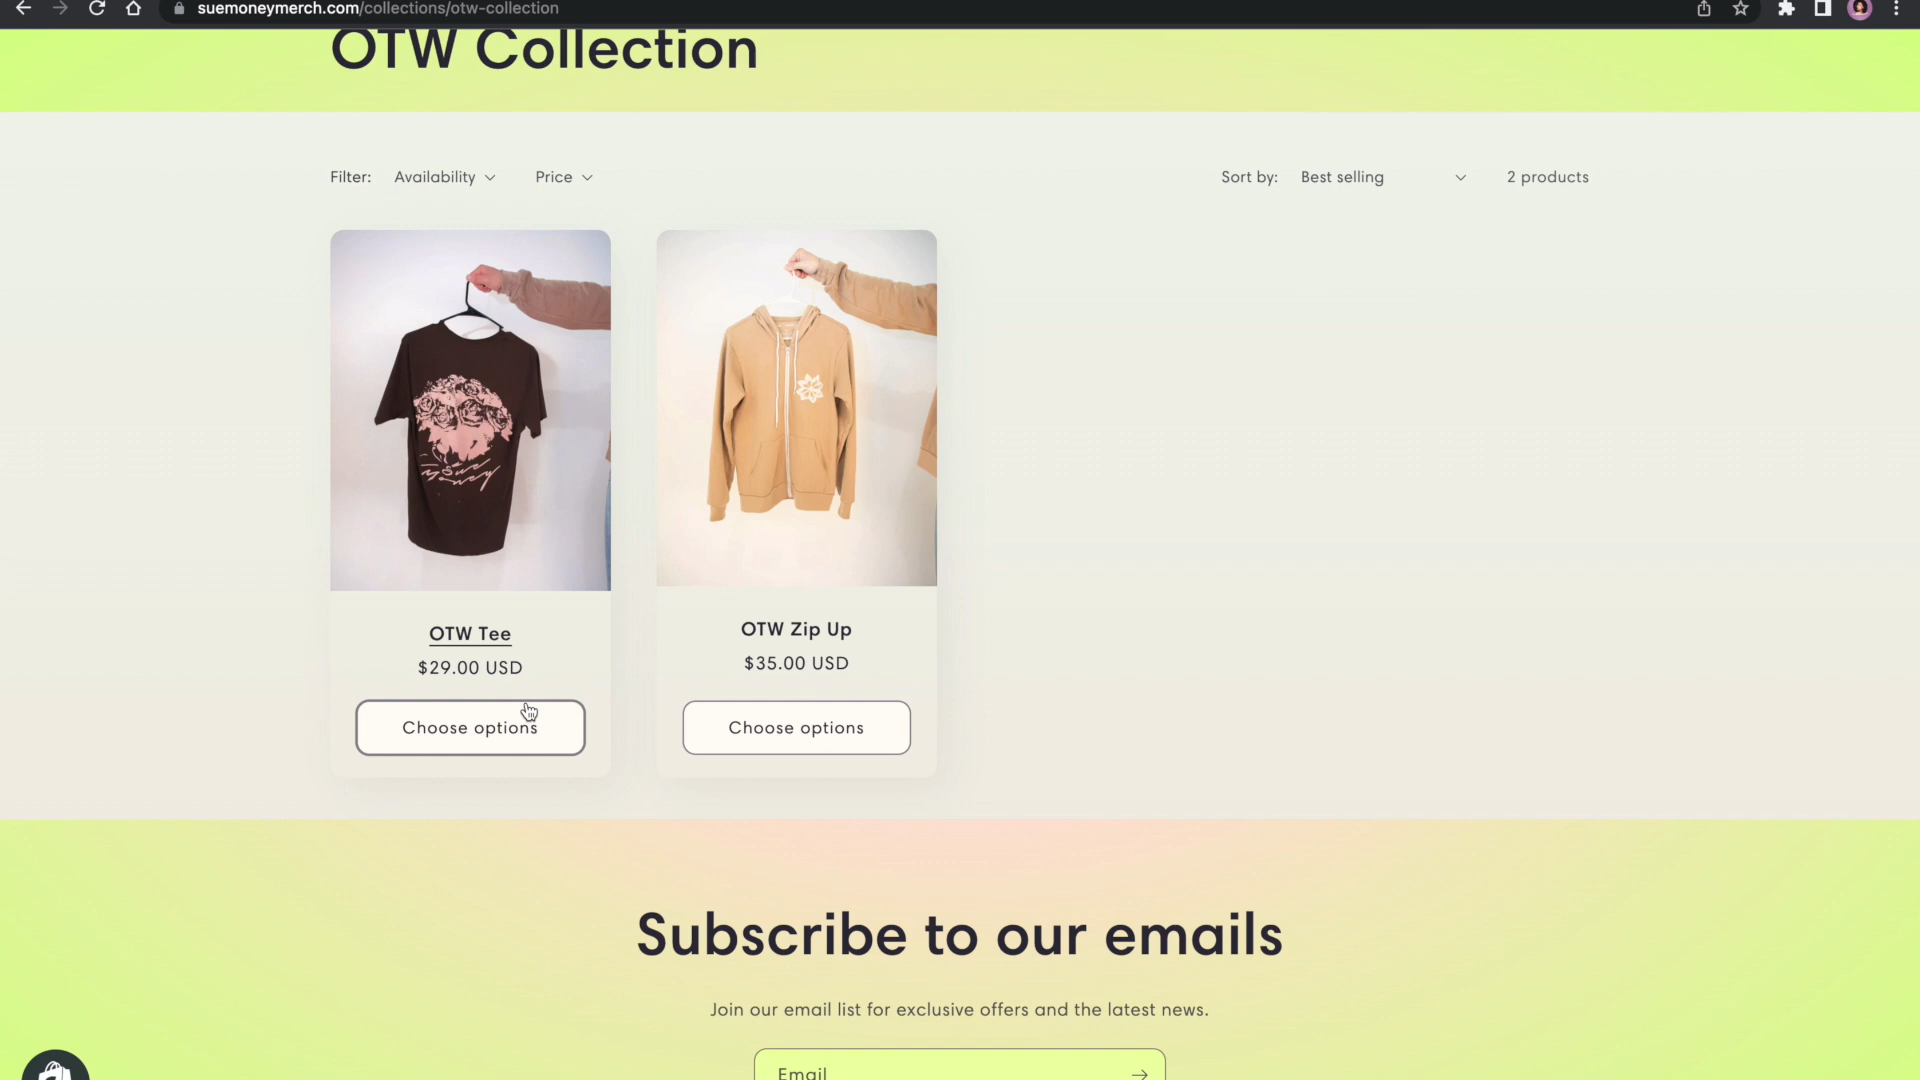 suemoneymerch.com/collections/otw-collection
OTW Collection
Filter: Availability Price Sort by: Best selling 2 products
Sue Money
OTW Tee
$29.00 USD
Choose options
OTW Zip Up
$35.00 USD
Choose options
Subscribe to our emails
Join our email list for exclusive offers and the latest news.
Email